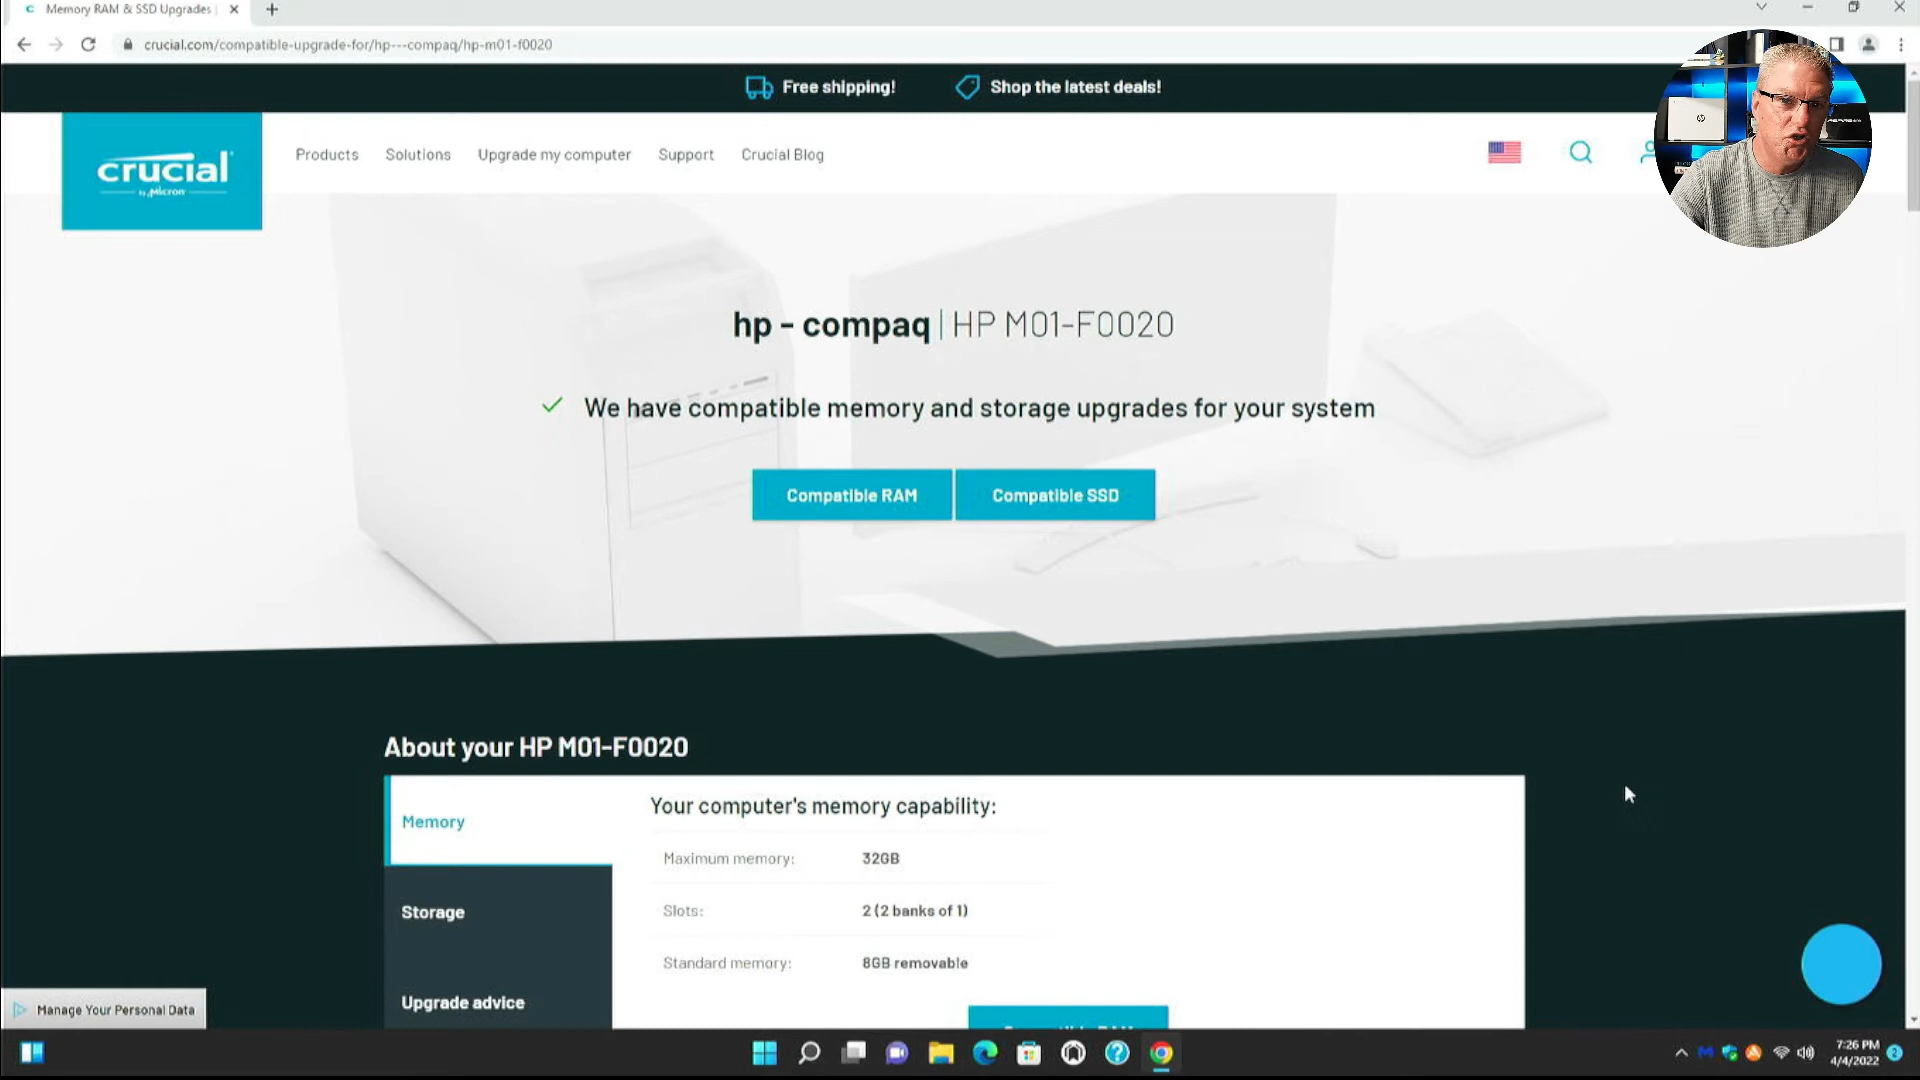 Memory RAM & SSD Upgrades
crucial.com/compatible-upgrade-for/hp---compaq/hp-m01-f0020
Free shipping! Shop the latest deals!
crucial
by Micron
Products Solutions Upgrade my computer Support Crucial Blog
hp - compaq | HP M01-F0020
We have compatible memory and storage upgrades for your system
Compatible RAM Compatible SSD
About your HP M01-F0020
Memory
Storage
Upgrade advice
Your computer's memory capability:
Maximum memory: 32GB
Slots: 2 (2 banks of 1)
Standard memory: 8GB removable
Manage Your Personal Data
7:26 PM
4/4/2022
2